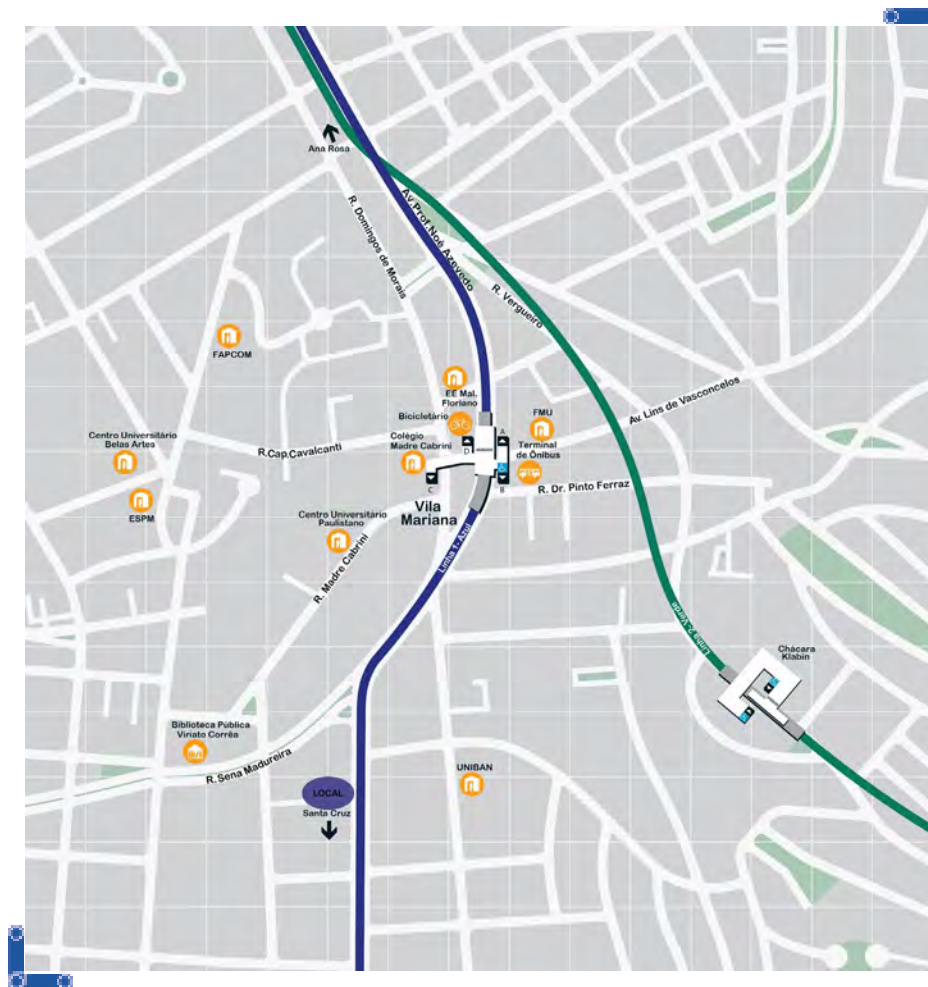 Ana Rosa
Av. Prof. Noé Azevedo
R. Domingos de Morais
R. Vergueiro
FAPCOM
EE Mal.
Floriano
Av. Lins de Vasconcelos
Bicicletário
FMU
Centro Universitário
Belas Artes
R.Cap.Cavalcanti
Colégio
Madre Cabrini
A
D
Terminal
de Ônibus
C
B
R. Dr. Pinto Ferraz
ESPM
Vila
Mariana
Centro Universitário
Paulistano
Linha 1- Azul
R. Madre Cabrini
Linha 2- Verde
Chácara
Klabin
Biblioteca Pública
Viriato Corrêa
R. Sena Madureira
UNIBAN
LOCAL
Santa Cruz